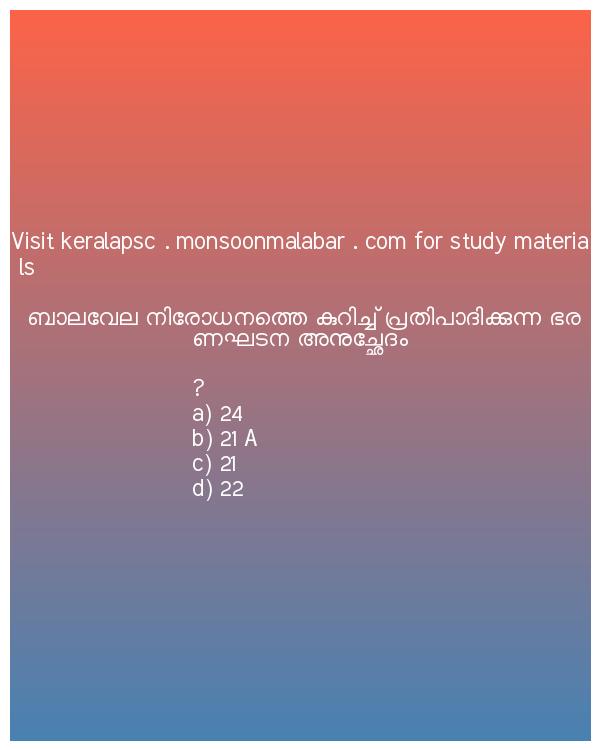 Visit keralapsc . monsoonmalabar . com for study materia
ls
ബാലവേല നിരോധനത്തെ കുറിച്ച് പ്രതിപാദിക്കുന്ന ഭര
ണഘടന അനുച്ഛേദം
?
a) 24
b) 21 A
c) 21
d) 22